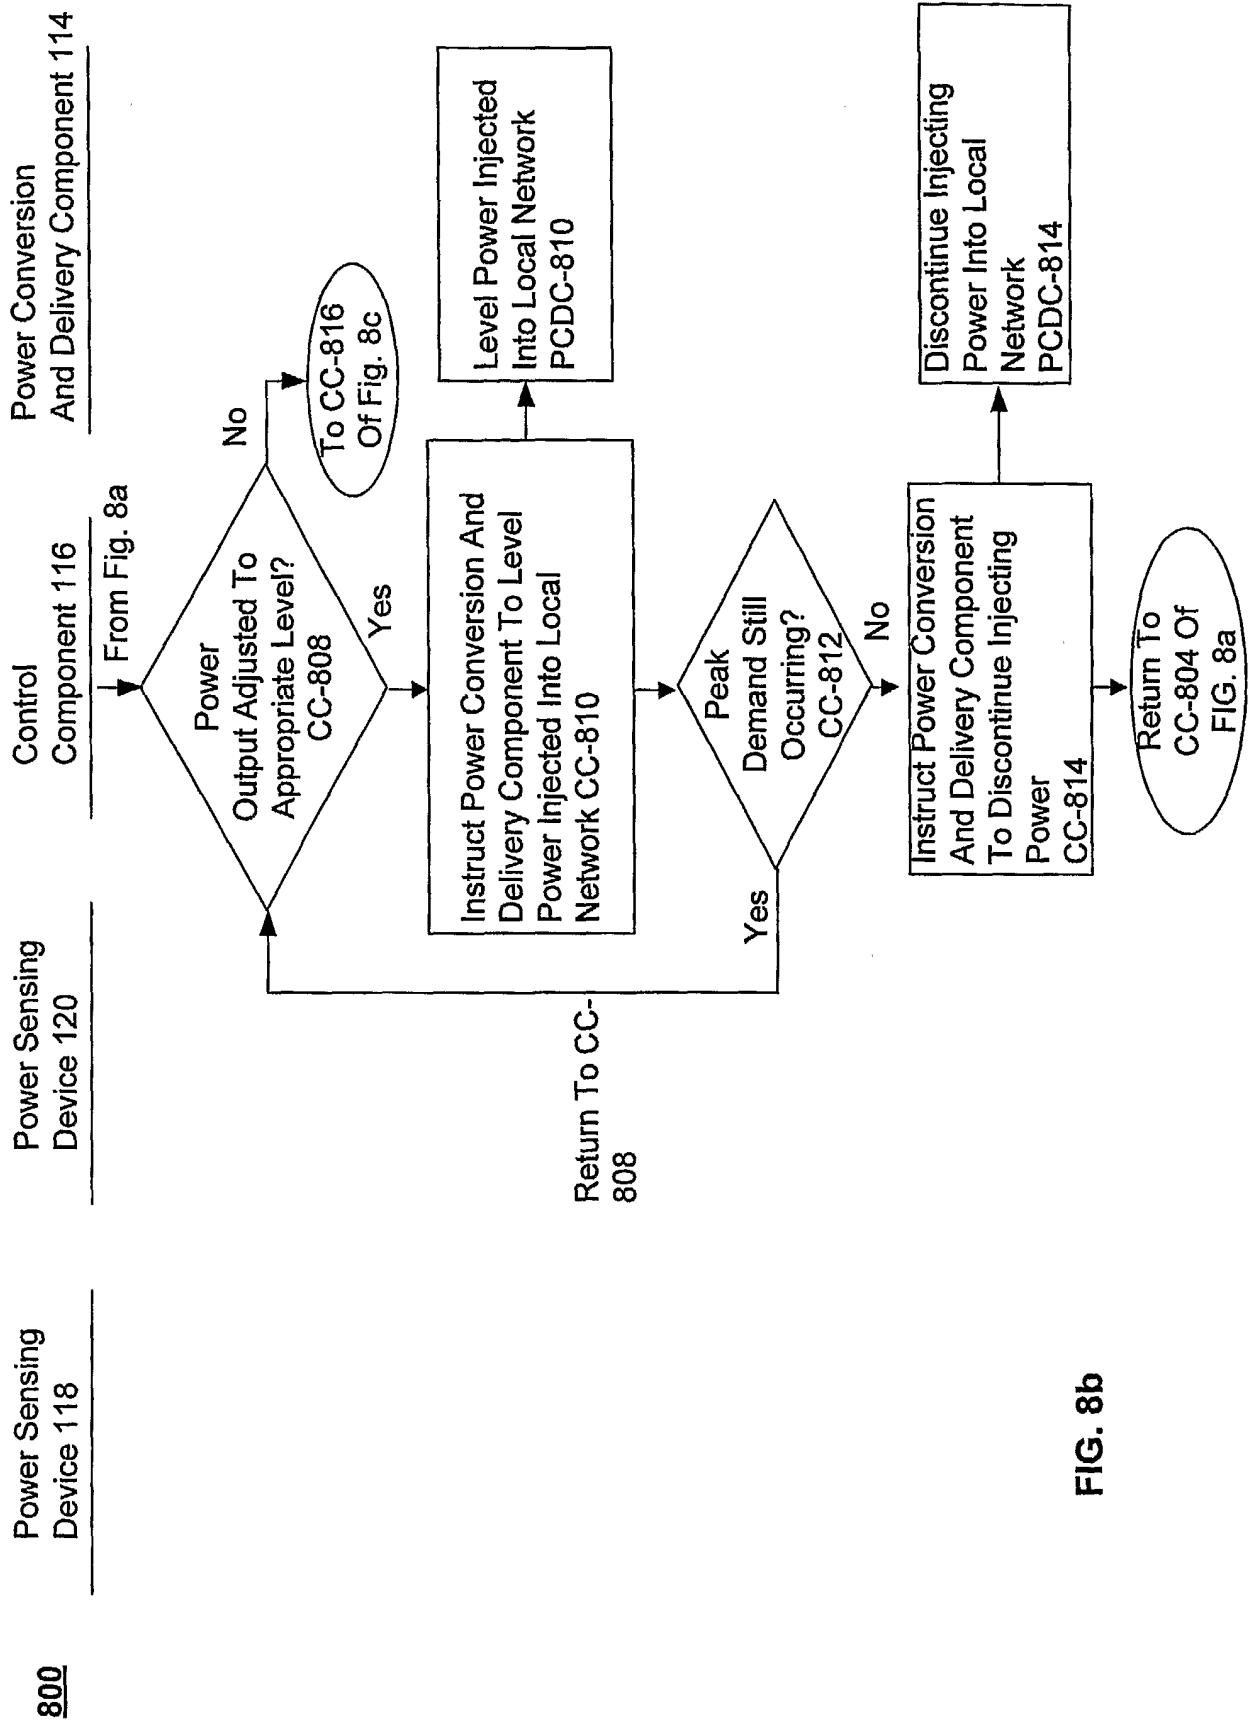 800
Power Sensing
Device 118
Power Sensing
Device 120
Control
Component 116
Power Conversion
And Delivery Component 114
From Fig. 8a
Power
Output Adjusted To
Appropriate Level?
CC-808
No
To CC-816
Of Fig. 8c
Yes
Instruct Power Conversion And
Delivery Component To Level
Power Injected Into Local
Network CC-810
Level Power Injected
Into Local Network
PCDC-810
Return To CC-
808
Peak
Demand Still
Occurring?
CC-812
Yes
No
Instruct Power Conversion
And Delivery Component
To Discontinue Injecting
Power
CC-814
Discontinue Injecting
Power Into Local
Network
PCDC-814
Return To
CC-804 Of
FIG. 8a
FIG. 8b